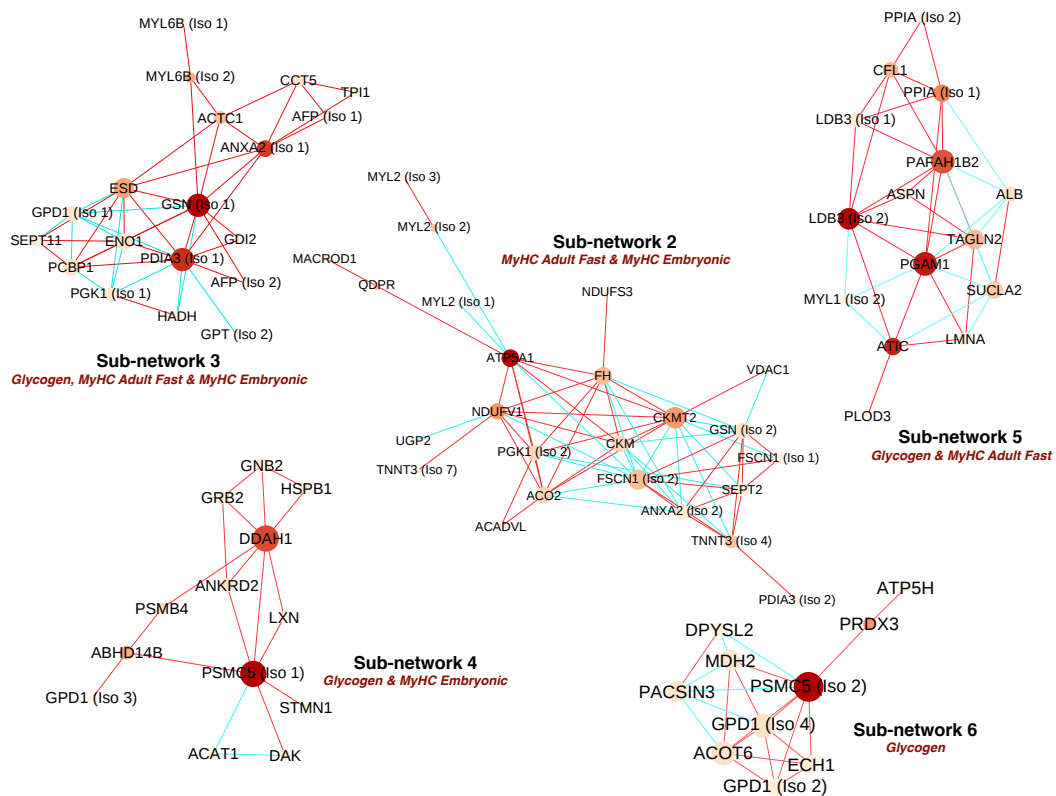 MYL6B (Iso 1)
MYL6B (Iso 2)
CCT5
TPI1
ACTC1
AFP (Iso 1)
ANXA2 (Iso 1)
ESD
GSN (Iso 1)
GPD1 (Iso 1)
SEPT11
ENO1
GDI2
PCBP1
PDIA3 (Iso 1)
AFP (Iso 2)
PGK1 (Iso 1)
HADH
GPT (Iso 2)
Sub-network 3
Glycogen, MyHC Adult Fast & MyHC Embryonic
MYL2 (Iso 3)
MYL2 (Iso 2)
Sub-network 2
MyHC Adult Fast & MyHC Embryonic
MACROD1
QDPR
MYL2 (Iso 1)
NDUFS3
ATP5A1
FH
VDAC1
NDUFV1
CKMT2
GSN (Iso 2)
UGP2
CKM
PGK1 (Iso 2)
FSCN1 (Iso 1)
TNNT3 (Iso 7)
FSCN1 (Iso 2)
SEPT2
ACO2
ANXA2 (Iso 2)
ACADVL
TNNT3 (Iso 4)
PDIA3 (Iso 2)
PPIA (Iso 2)
CFL1
PPIA (Iso 1)
LDB3 (Iso 1)
PAFAH1B2
ASPN
ALB
LDB3 (Iso 2)
TAGLN2
PGAM1
MYL1 (Iso 2)
SUCLA2
ATIC
LMNA
PLOD3
Sub-network 5
Glycogen & MyHC Adult Fast
GNB2
GRB2
HSPB1
DDAH1
ANKRD2
PSMB4
LXN
ABHD14B
PSMC5 (Iso 1)
GPD1 (Iso 3)
STMN1
ACAT1
DAK
Sub-network 4
Glycogen & MyHC Embryonic
ATP5H
PRDX3
DPYSL2
MDH2
PSMC5 (Iso 2)
PACSIN3
GPD1 (Iso 4)
ACOT6
ECH1
GPD1 (Iso 2)
Sub-network 6
Glycogen